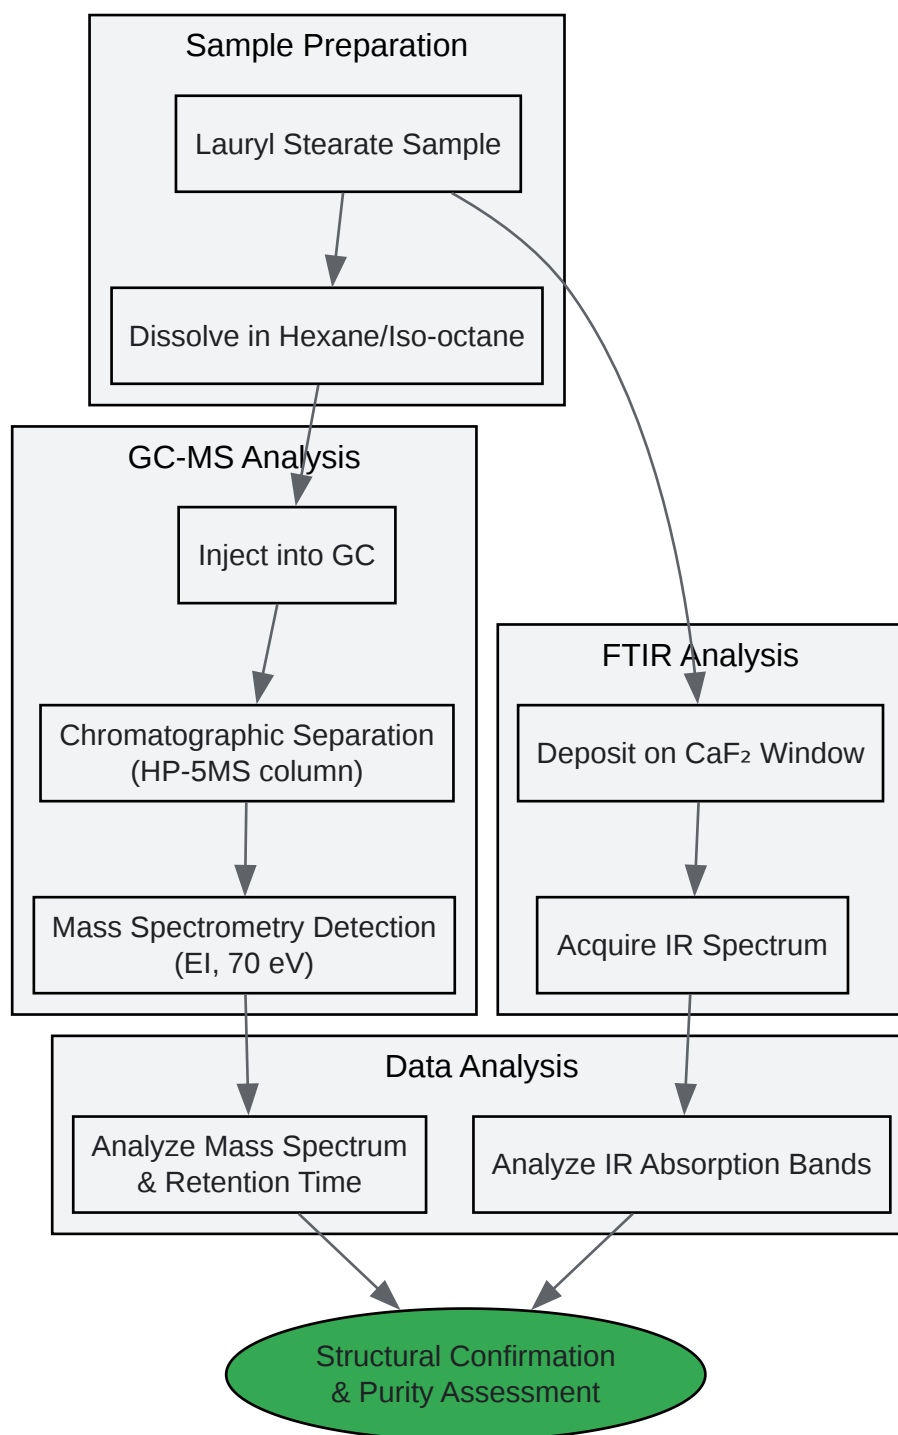 Sample Preparation
Lauryl Stearate Sample
Dissolve in Hexane/Iso-octane
GC-MS Analysis
Inject into GC
Chromatographic Separation
(HP-5MS column)
Mass Spectrometry Detection
(EI, 70 eV)
FTIR Analysis
Deposit on CaF₂ Window
Acquire IR Spectrum
Data Analysis
Analyze Mass Spectrum
& Retention Time
Analyze IR Absorption Bands
Structural Confirmation
& Purity Assessment